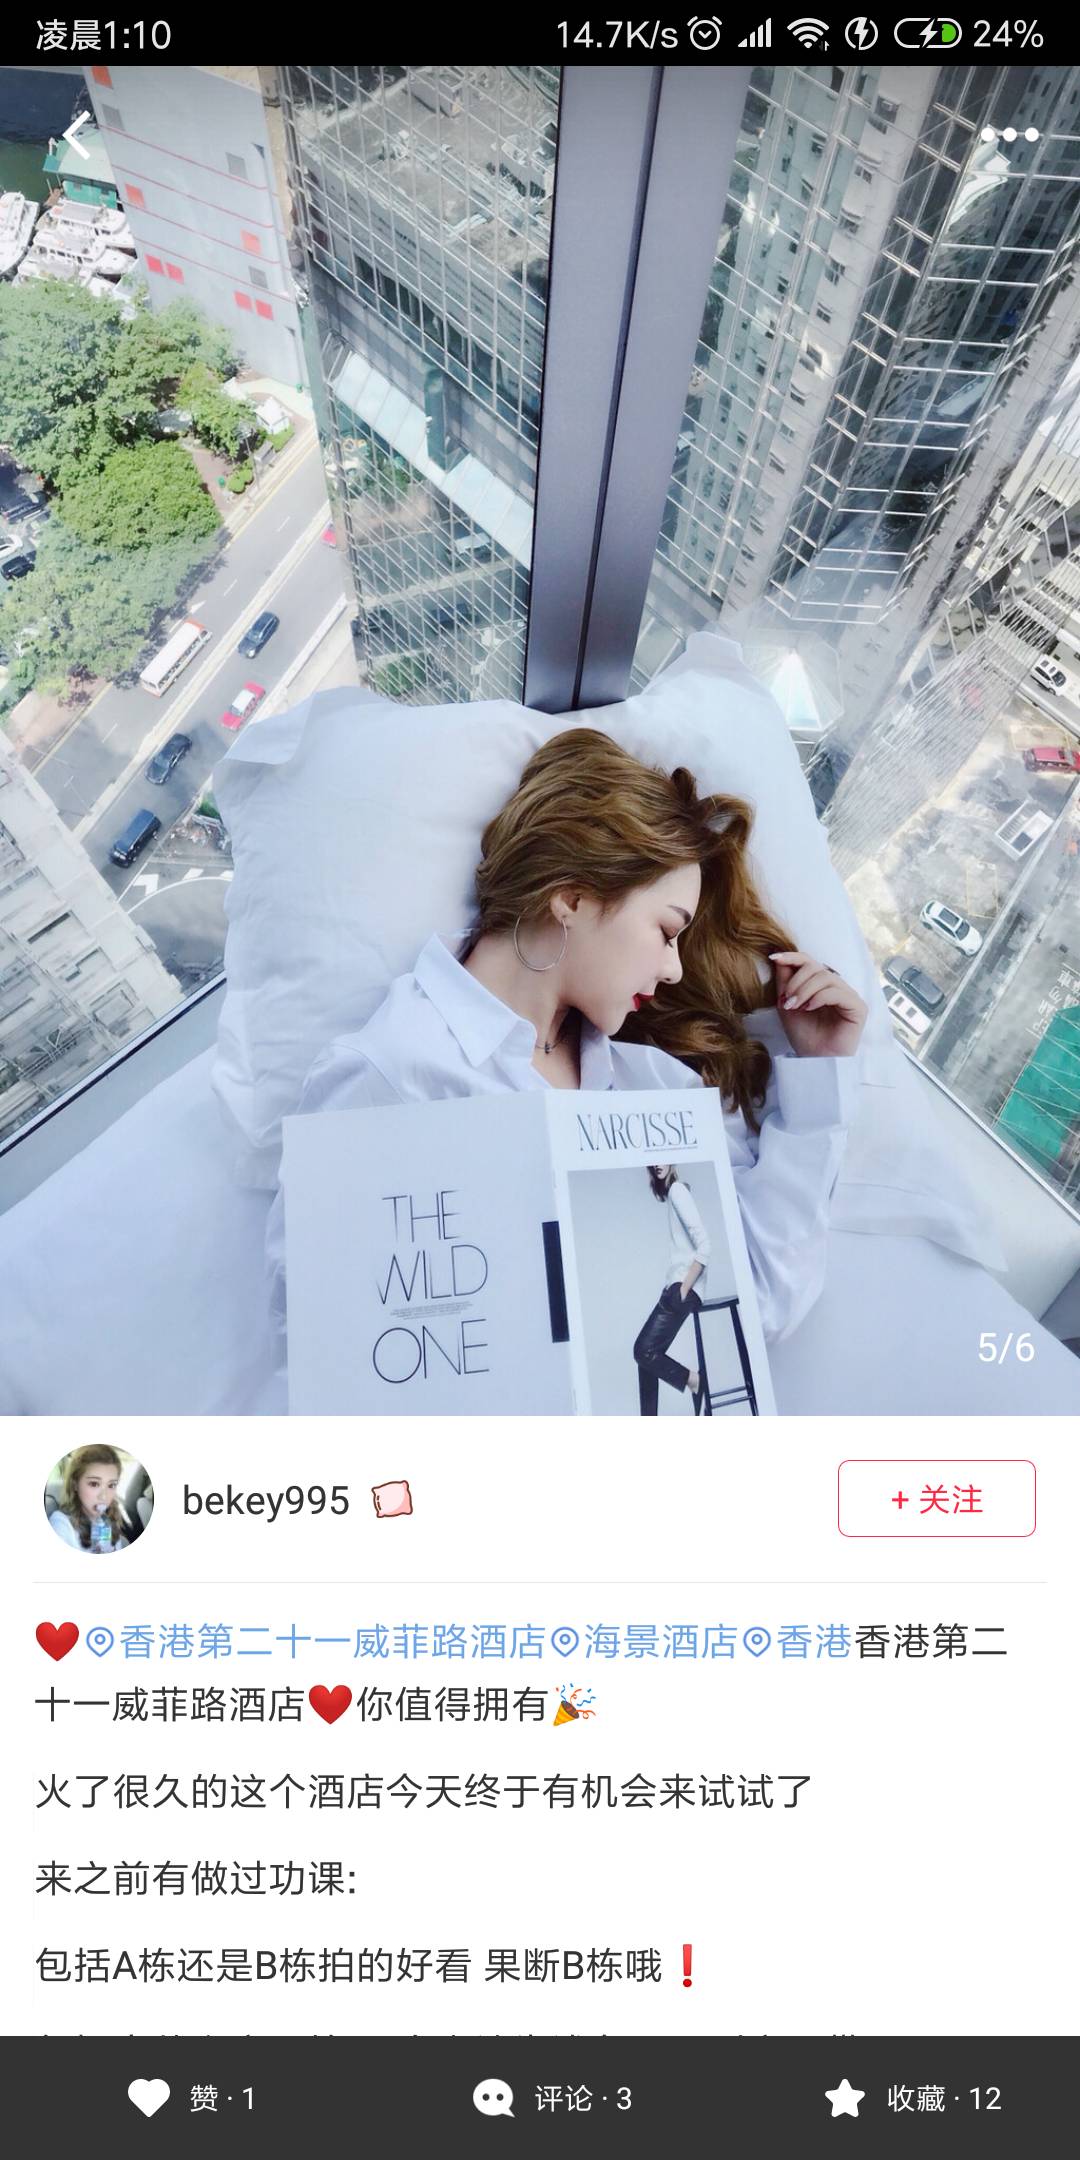 凌晨1:10 14.7K/s 24%
THE
WILD
ONE
NARCISSE
5/6
bekey995
+ 关注
香港第二十一威菲路酒店海景酒店香港香港第二
十一威菲路酒店你值得拥有
火了很久的这个酒店今天终于有机会来试试了
来之前有做过功课:
包括A栋还是B栋拍的好看 果断B栋哦❗
赞 · 1 评论 · 3 收藏 · 12